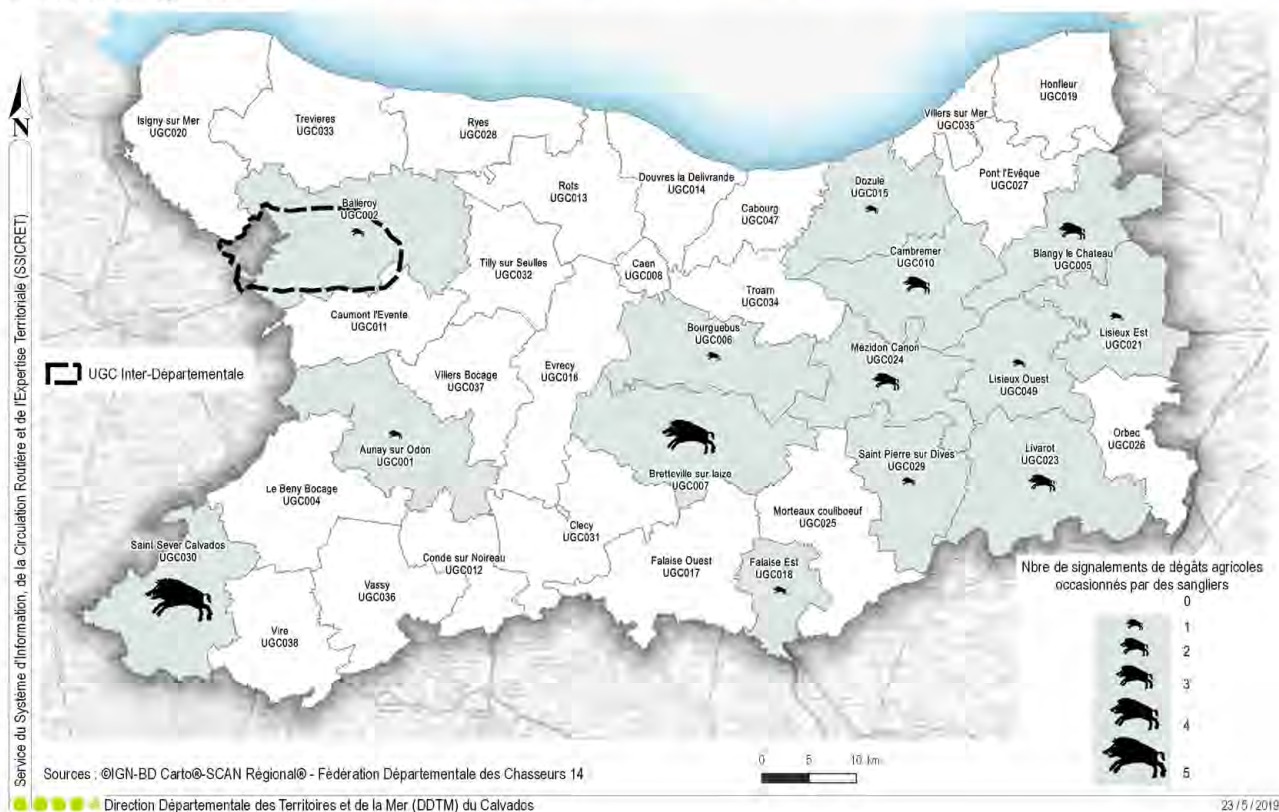 Isigny sur Mer
UGC020
Trevieres
UGC033
Ryes
UGC028
Honfleur
UGC019
Villers sur Mer
UGC035
Pont l'Evêque
UGC027
Balleroy
UGC002
Rots
UGC013
Douvres la Delivrande
UGC014
Cabourg
UGC047
Dozule
UGC015
Cambremer
UGC010
Blangy le Chateau
UGC005
Tilly sur Seulles
UGC032
Caen
UGC008
Troarn
UGC034
Caumont l'Evente
UGC011
Bourguebus
UGC006
Mézidon Canon
UGC024
Lisieux Est
UGC021
Lisieux Ouest
UGC049
UGC Inter-Départementale
Villers Bocage
UGC037
Evrecy
UGC016
Orbec
UGC026
Aunay sur Odon
UGC001
Bretteville sur laize
UGC007
Saint Pierre sur Dives
UGC029
Livarot
UGC023
Le Beny Bocage
UGC004
Clecy
UGC031
Morteaux couliboeuf
UGC025
Saint Sever Calvados
UGC030
Conde sur Noireau
UGC012
Vassy
UGC036
Falaise Ouest
UGC017
Falaise Est
UGC018
Vire
UGC038
Nbre de signalements de dégâts agricoles
occasionnés par des sangliers
0
1
2
3
4
5
N
Service du Système d'Information, de la Circulation Routière et de l'Expertise Territoriale (SSICRET)
0 5 10 km
Sources : ©IGN-BD Carto®-SCAN Régional® - Fédération Départementale des Chasseurs 14
Direction Départementale des Territoires et de la Mer (DDTM) du Calvados
23/5/2019